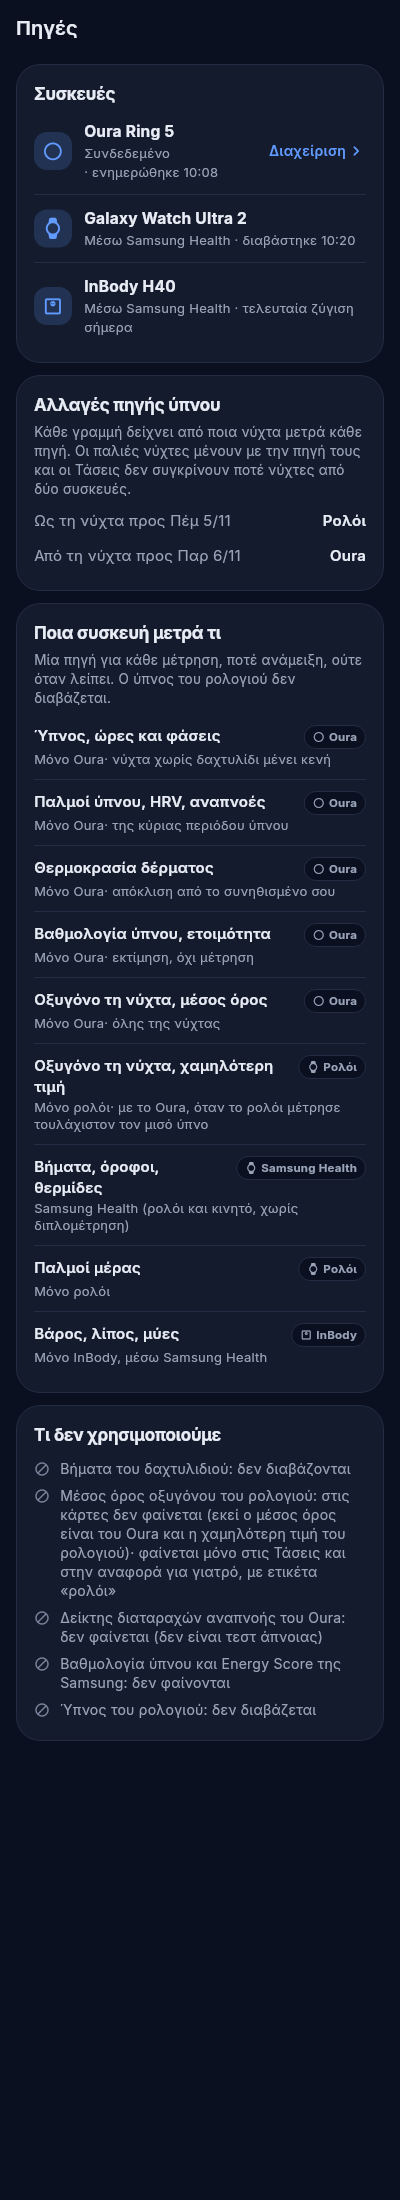 Πηγές
Συσκευές
Oura Ring 5
Συνδεδεμένο
· ενημερώθηκε 10:08
Διαχείριση
Galaxy Watch Ultra 2
Μέσω Samsung Health · διαβάστηκε 10:20
InBody H40
Μέσω Samsung Health · τελευταία ζύγιση
σήμερα
Αλλαγές πηγής ύπνου
Κάθε γραμμή δείχνει από ποια νύχτα μετρά κάθε
πηγή. Οι παλιές νύχτες μένουν με την πηγή τους
και οι Τάσεις δεν συγκρίνουν ποτέ νύχτες από
δύο συσκευές.
Ως τη νύχτα προς Πέμ 5/11 Ρολόι
Από τη νύχτα προς Παρ 6/11 Oura
Ποια συσκευή μετρά τι
Μία πηγή για κάθε μέτρηση, ποτέ ανάμειξη, ούτε
όταν λείπει. Ο ύπνος του ρολογιού δεν
διαβάζεται.
Ύπνος, ώρες και φάσεις Oura
Μόνο Oura· νύχτα χωρίς δαχτυλίδι μένει κενή
Παλμοί ύπνου, HRV, αναπνοές Oura
Μόνο Oura· της κύριας περιόδου ύπνου
Θερμοκρασία δέρματος Oura
Μόνο Oura· απόκλιση από το συνηθισμένο σου
Βαθμολογία ύπνου, ετοιμότητα Oura
Μόνο Oura· εκτίμηση, όχι μέτρηση
Οξυγόνο τη νύχτα, μέσος όρος Oura
Μόνο Oura· όλης της νύχτας
Οξυγόνο τη νύχτα, χαμηλότερη Ρολόι
τιμή
Μόνο ρολόι· με το Oura, όταν το ρολόι μέτρησε
τουλάχιστον τον μισό ύπνο
Βήματα, όροφοι, Samsung Health
θερμίδες
Samsung Health (ρολόι και κινητό, χωρίς
διπλομέτρηση)
Παλμοί μέρας Ρολόι
Μόνο ρολόι
Βάρος, λίπος, μύες InBody
Μόνο InBody, μέσω Samsung Health
Τι δεν χρησιμοποιούμε
Βήματα του δαχτυλιδιού: δεν διαβάζονται
Μέσος όρος οξυγόνου του ρολογιού: στις
κάρτες δεν φαίνεται (εκεί ο μέσος όρος
είναι του Oura και η χαμηλότερη τιμή του
ρολογιού)· φαίνεται μόνο στις Τάσεις και
στην αναφορά για γιατρό, με ετικέτα
«ρολόι»
Δείκτης διαταραχών αναπνοής του Oura:
δεν φαίνεται (δεν είναι τεστ άπνοιας)
Βαθμολογία ύπνου και Energy Score της
Samsung: δεν φαίνονται
Ύπνος του ρολογιού: δεν διαβάζεται